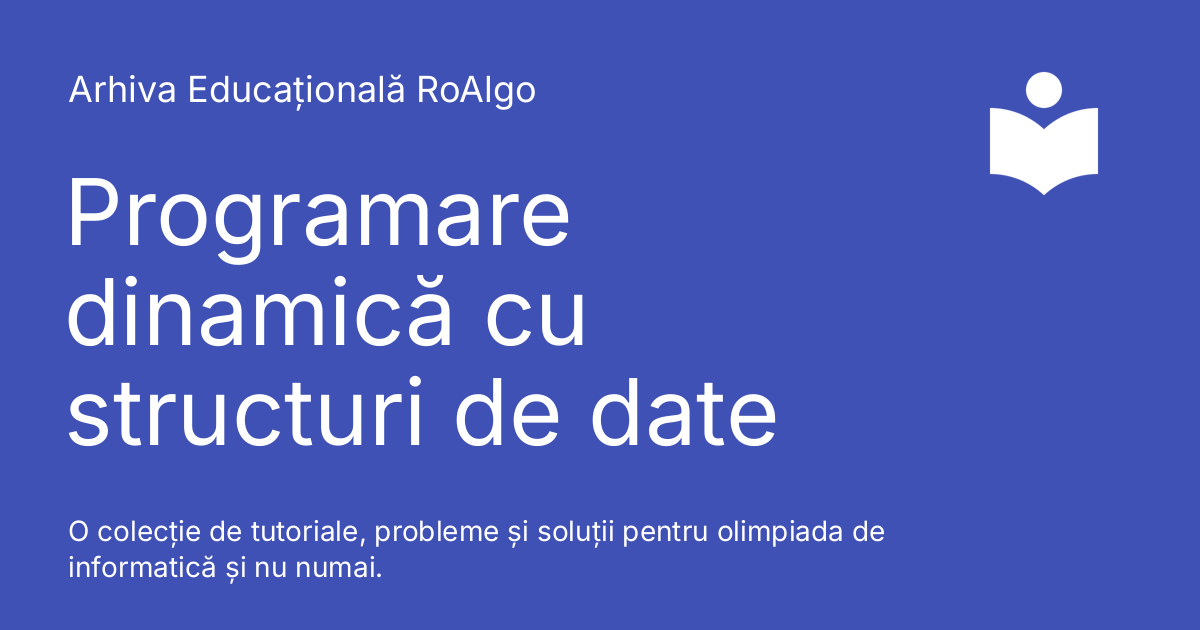 Arhiva Educațională RoAlgo
Programare
dinamică cu
structuri de date
O colecție de tutoriale, probleme și soluții pentru olimpiada de
informatică și nu numai.